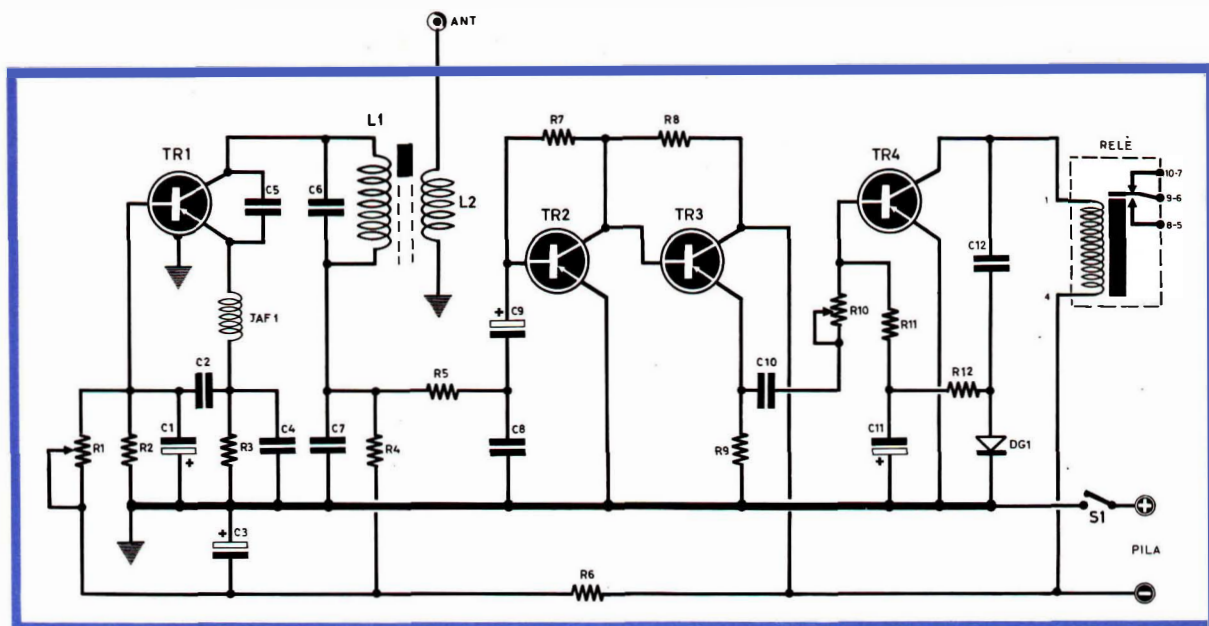 ANT
L1
R7
R8
RELÈ
TR1
TR4
10-7
C5
C6
L2
1
9-6
TR2
TR3
8-5
C12
JAF 1
+
C9
4
R10
R11
C2
R5
C10
R12
R1
R2
C1
+
R3
C4
C7
R4
C8
R9
C11
+
DG1
S1
+
+
C3
PILA
R6
-